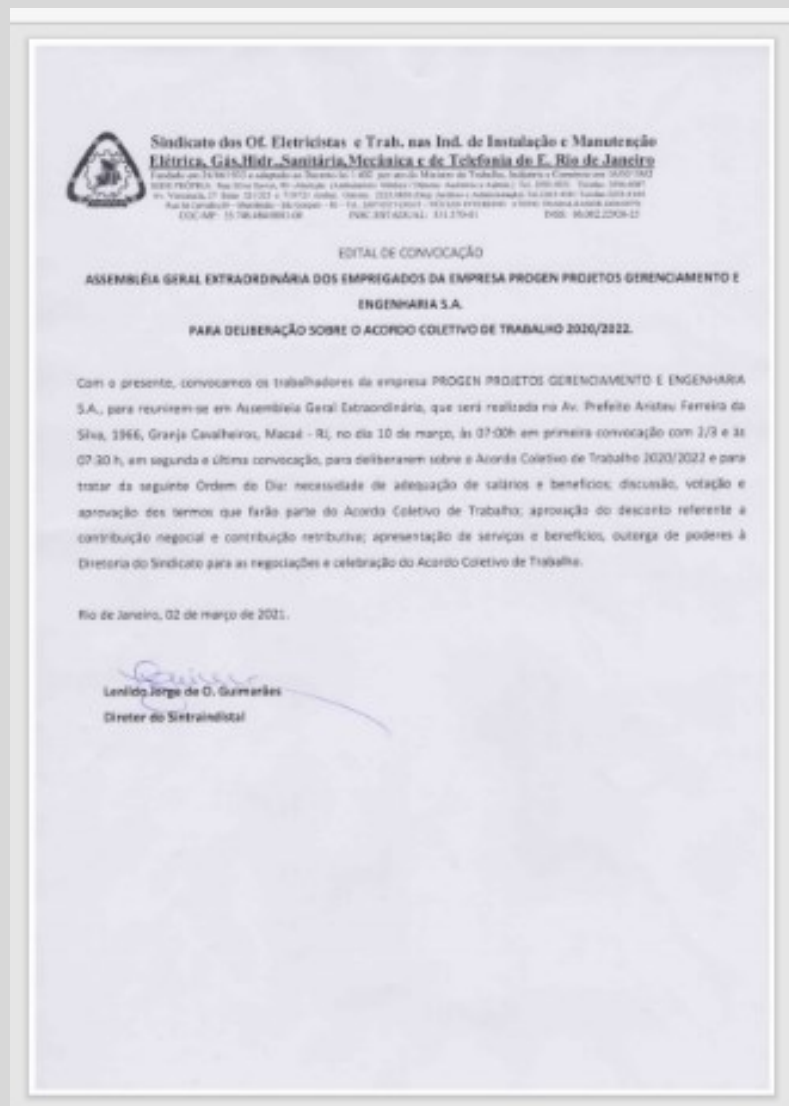 Sindicato dos Of. Eletricistas e Trab. nas Ind. de Instalação e Manutenção
Elétrica, Gás,Hidr.,Sanitária,Mecânica e de Telefonia do E. Rio de Janeiro
EDITAL DE CONVOCAÇÃO
ASSEMBLÉIA GERAL EXTRAORDINÁRIA DOS EMPREGADOS DA EMPRESA PROGEN PROJETOS GERENCIAMENTO E
ENGENHARIA S.A.
PARA DELIBERAÇÃO SOBRE O ACORDO COLETIVO DE TRABALHO 2020/2022.
Com o presente, convocamos os trabalhadores da empresa PROGEN PROJETOS GERENCIAMENTO E ENGENHARIA
S.A., para reunirem-se em Assembleia Geral Extraordinária, que será realizada na Av. Prefeito Aristeu Ferreira da
Silva, 1966, Granja Cavalheiros, Macaé - RJ, no dia 10 de março, às 07:00h em primeira convocação com 2/3 e às
07:30 h, em segunda e última convocação, para deliberarem sobre o Acordo Coletivo de Trabalho 2020/2022 e para
tratar da seguinte Ordem do Dia: necessidade de adequação de salários e benefícios; discussão, votação e
aprovação dos termos que farão parte do Acordo Coletivo de Trabalho; aprovação do desconto referente a
contribuição negocial e contribuição retributiva; apresentação de serviços e benefícios, outorga de poderes à
Diretoria do Sindicato para as negociações e celebração do Acordo Coletivo de Trabalho.
Rio de Janeiro, 02 de março de 2021.
Lenildo Jorge de O. Guimarães
Diretor do Sintraindistal